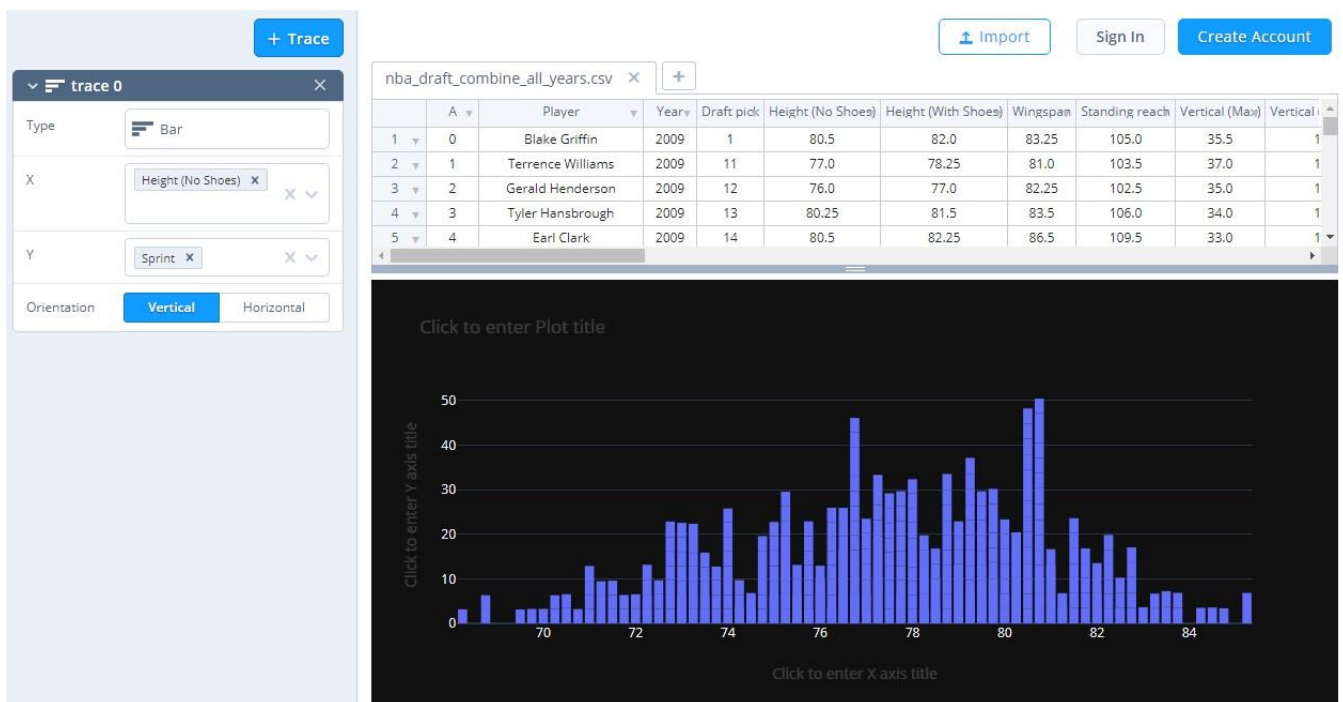 + Trace
Import
Sign In
Create Account
trace 0
Type
Bar
X
Height (No Shoes)
Y
Sprint
Orientation
Vertical
Horizontal
nba_draft_combine_all_years.csv
A Player Year Draft pick Height (No Shoes) Height (With Shoes) Wingspan Standing reach Vertical (Max) Vertical
1 0 Blake Griffin 2009 1 80.5 82.0 83.25 105.0 35.5 1
2 1 Terrence Williams 2009 11 77.0 78.25 81.0 103.5 37.0 1
3 2 Gerald Henderson 2009 12 76.0 77.0 82.25 102.5 35.0 1
4 3 Tyler Hansbrough 2009 13 80.25 81.5 83.5 106.0 34.0 1
5 4 Earl Clark 2009 14 80.5 82.25 86.5 109.5 33.0 1
Click to enter Plot title
Click to enter Y axis title
50
40
30
20
10
0
70 72 74 76 78 80 82 84
Click to enter X axis title